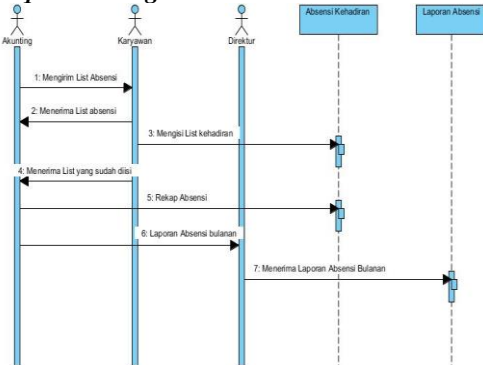 Akunting
Karyawan
Direktur
Absensi Kehadiran
Laporan Absensi
1: Mengirim List Absensi
2: Menerima List absensi
3: Mengisi List kehadiran
4: Menerima List yang sudah diisi
5: Rekap Absensi
6: Laporan Absensi bulanan
7: Menerima Laporan Absensi Bulanan